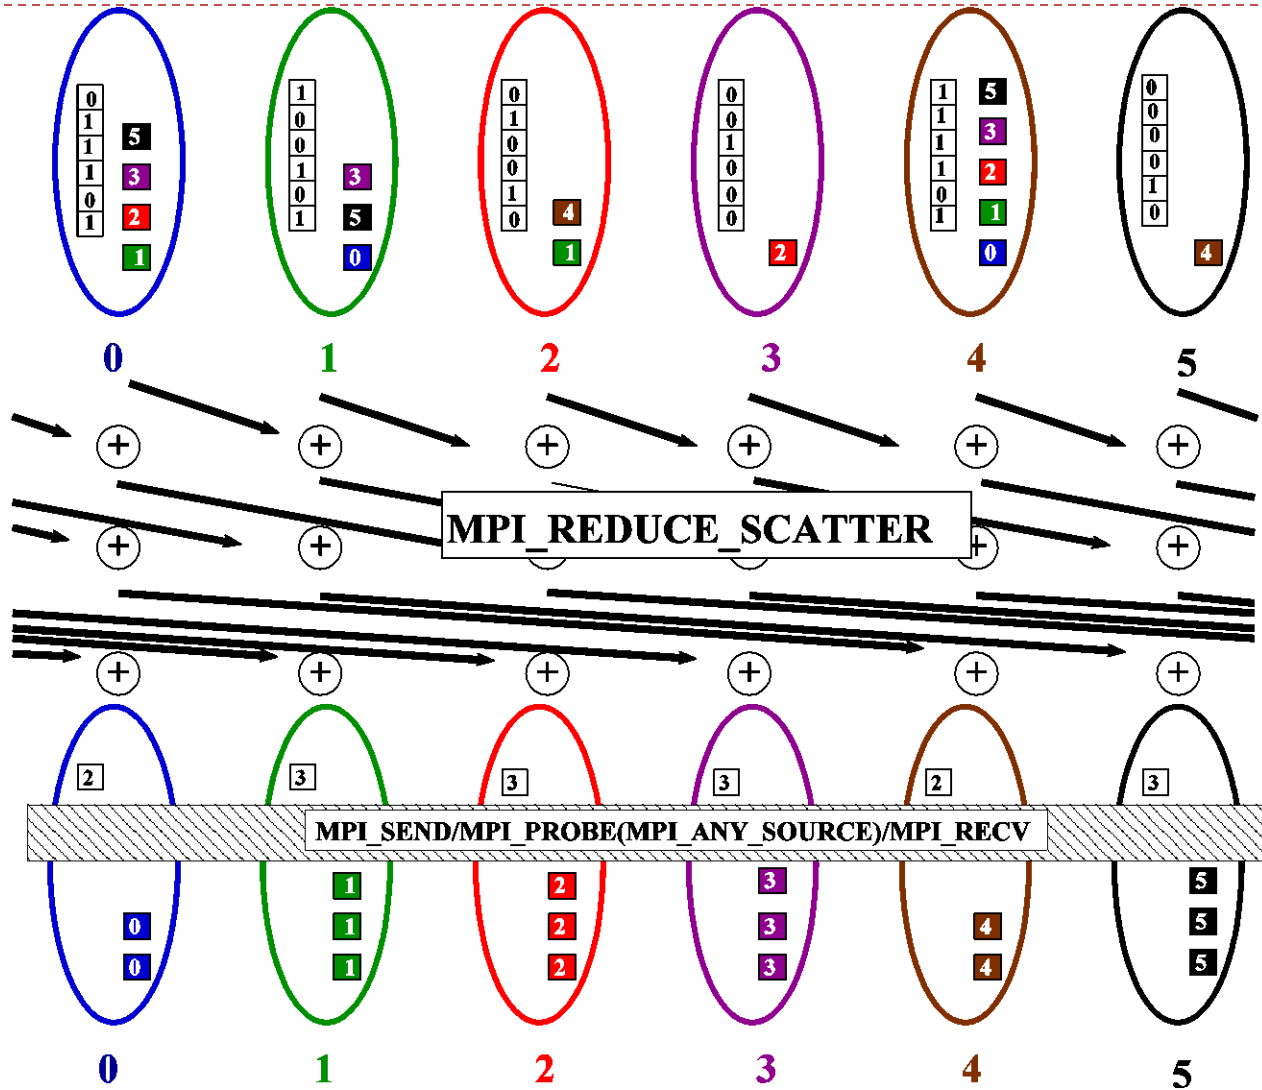 0 1 0 0 1 5 0
1 5 0 1 0 1 3 0
1 0 0 1 1 0
1 3 1 3 0 0 1 2 0
0 0 1 0 0 1
1 2 1 5 0 4 0 1 1 0
1 0 1 2 0 4
0 1 2 3 4 5
+ + + + + +
MPI_REDUCE_SCATTER
+ + + +
+ + + + + +
2 3 3 3 2 3
MPI_SEND/MPI_PROBE(MPI_ANY_SOURCE)/MPI_RECV
1 2 3 5
0 1 2 3 4 5
0 1 2 3 4 5
0 1 2 3 4 5